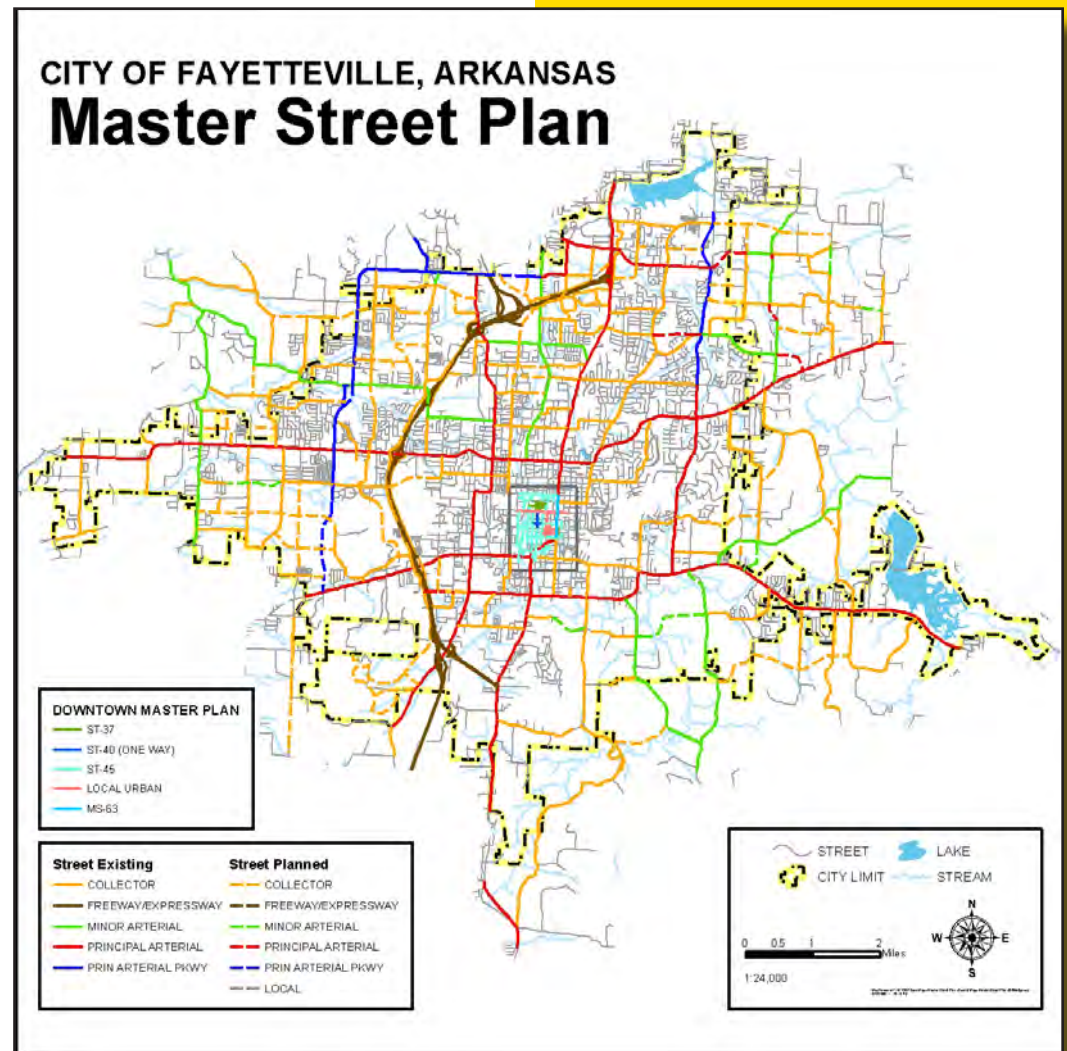 CITY OF FAYETTEVILLE, ARKANSAS
Master Street Plan
DOWNTOWN MASTER PLAN
ST-37
ST-40 (ONE WAY)
ST-45
LOCAL URBAN
MS-63
Street Existing
COLLECTOR
FREEWAY/EXPRESSWAY
MINOR ARTERIAL
PRINCIPAL ARTERIAL
PRIN ARTERIAL PKWY
Street Planned
COLLECTOR
FREEWAY/EXPRESSWAY
MINOR ARTERIAL
PRINCIPAL ARTERIAL
PRIN ARTERIAL PKWY
LOCAL
STREET LAKE
CITY LIMIT STREAM
N
W E
S
0 0.5 1 2 Miles
1:24,000